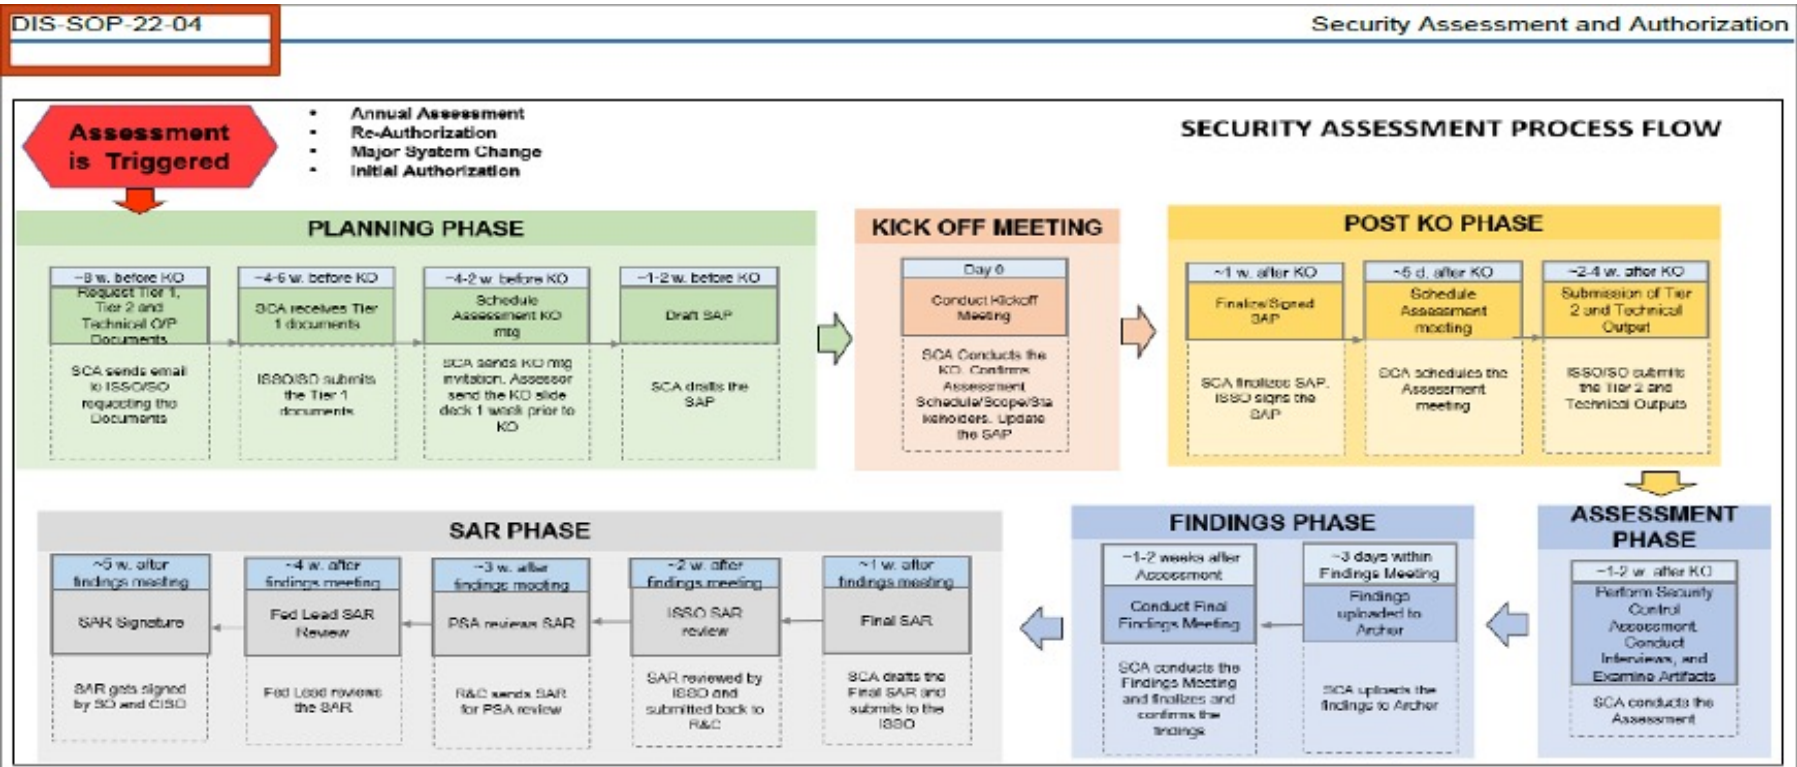 DIS-SOP-22-04
Security Assessment and Authorization
Assessment
is Triggered
• Annual Assessment
• Re-Authorization
• Major System Change
• Initial Authorization
SECURITY ASSESSMENT PROCESS FLOW
PLANNING PHASE
~8 w. before KO
Request Tier 1,
Tier 2 and
Technical O/P
Documents
SCA sends email
to ISSO/SO
requesting the
Documents
~4-6 w. before KO
SCA receives Tier
1 documents
ISSO/SO submits
the Tier 1
documents
~4-2 w. before KO
Schedule
Assessment KO
mtg
SCA sends KO mtg
invitation. Assessor
send the KO slide
deck 1 week prior to
KO
~1-2 w. before KO
Draft SAP
SCA drafts the
SAP
KICK OFF MEETING
Day 0
Conduct Kickoff
Meeting
SCA Conducts the
KO. Confirms
Assessment
Schedule/Scope/Sta
keholders. Update
the SAP
POST KO PHASE
~1 w. after KO
Finalize/Signed
SAP
SCA finalizes SAP.
ISSO signs the
SAP
~5 d. after KO
Schedule
Assessment
meeting
SCA schedules the
Assessment
meeting
~2-4 w. after KO
Submission of Tier
2 and Technical
Output
ISSO/SO submits
the Tier 2 and
Technical Outputs
ASSESSMENT
PHASE
~1-2 w. after KO
Perform Security
Control
Assessment,
Conduct
Interviews, and
Examine Artifacts
SCA conducts the
Assessment
FINDINGS PHASE
~3 days within
Findings Meeting
Findings
uploaded to
Archer
SCA uploads the
findings to Archer
~1-2 weeks after
Assessment
Conduct Final
Findings Meeting
SCA conducts the
Findings Meeting
and finalizes and
confirms the
findings
SAR PHASE
~1 w. after
findings meeting
Final SAR
SCA drafts the
Final SAR and
submits to the
ISSO
~2 w. after
findings meeting
ISSO SAR
review
SAR reviewed by
ISSO and
submitted back to
R&C
~3 w. after
findings meeting
PSA reviews SAR
R&C sends SAR
for PSA review
~4 w. after
findings meeting
Fed Lead SAR
Review
Fed Lead reviews
the SAR
~5 w. after
findings meeting
SAR Signature
SAR gets signed
by SO and CISO